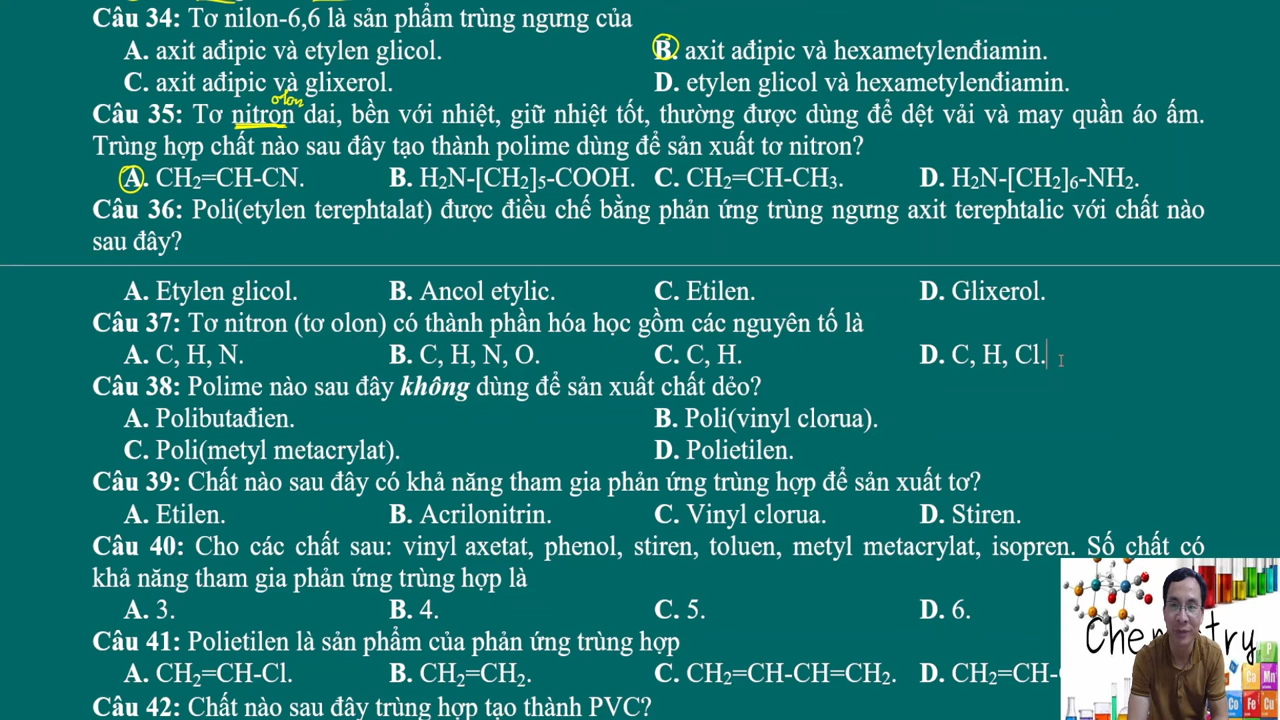 Câu 34: Tơ nilon-6,6 là sản phẩm trùng ngưng của
A. axit ađipic và etylen glicol. B. axit ađipic và hexametylenđiamin.
C. axit ađipic và glixerol. D. etylen glicol và hexametylenđiamin.
olon
Câu 35: Tơ nitron dai, bền với nhiệt, giữ nhiệt tốt, thường được dùng để dệt vải và may quần áo ấm.
Trùng hợp chất nào sau đây tạo thành polime dùng để sản xuất tơ nitron?
A. CH₂=CH-CN. B. H₂N-[CH₂]₅-COOH. C. CH₂=CH-CH₃. D. H₂N-[CH₂]₆-NH₂.
Câu 36: Poli(etylen terephtalat) được điều chế bằng phản ứng trùng ngưng axit terephtalic với chất nào
sau đây?
A. Etylen glicol. B. Ancol etylic. C. Etilen. D. Glixerol.
Câu 37: Tơ nitron (tơ olon) có thành phần hóa học gồm các nguyên tố là
A. C, H, N. B. C, H, N, O. C. C, H. D. C, H, Cl.
Câu 38: Polime nào sau đây không dùng để sản xuất chất dẻo?
A. Polibutađien. B. Poli(vinyl clorua).
C. Poli(metyl metacrylat). D. Polietilen.
Câu 39: Chất nào sau đây có khả năng tham gia phản ứng trùng hợp để sản xuất tơ?
A. Etilen. B. Acrilonitrin. C. Vinyl clorua. D. Stiren.
Câu 40: Cho các chất sau: vinyl axetat, phenol, stiren, toluen, metyl metacrylat, isopren. Số chất có
khả năng tham gia phản ứng trùng hợp là
A. 3. B. 4. C. 5. D. 6.
Câu 41: Polietilen là sản phẩm của phản ứng trùng hợp
A. CH₂=CH-Cl. B. CH₂=CH₂. C. CH₂=CH-CH=CH₂. D. CH₂=CH-
Câu 42: Chất nào sau đây trùng hợp tạo thành PVC?
P
Ca Mn
Co Fe